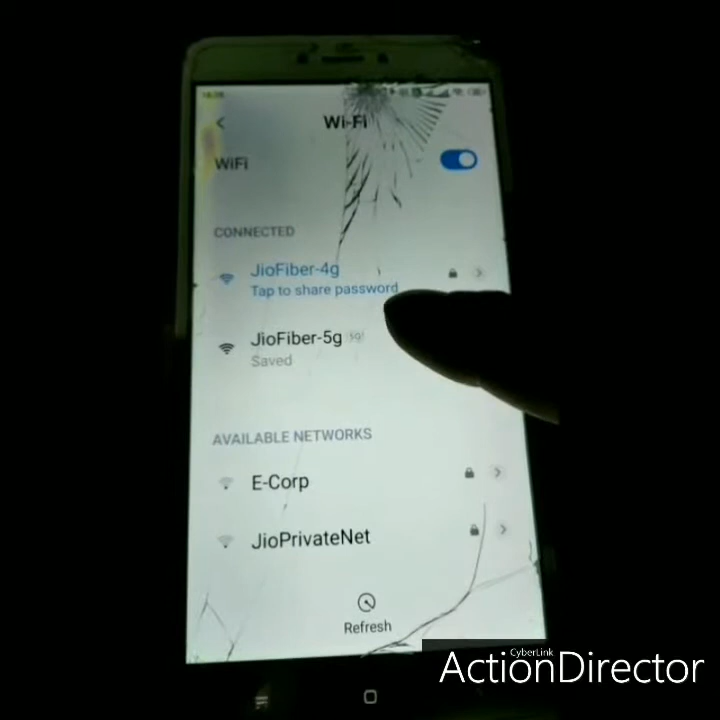 Wi-Fi
WiFi
CONNECTED
JioFiber-4g
Tap to share password
JioFiber-5g 5G
Saved
AVAILABLE NETWORKS
E-Corp
JioPrivateNet
Refresh
CyberLink
ActionDirector